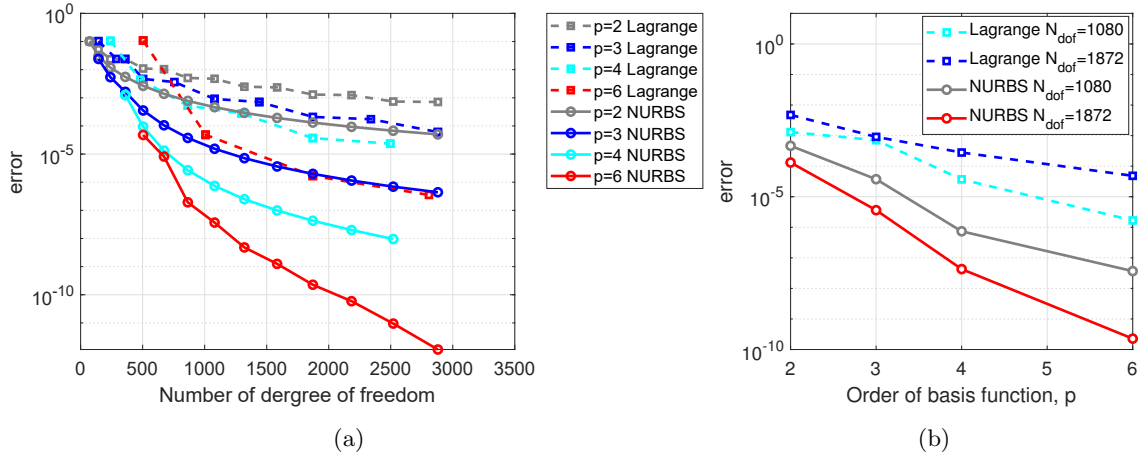 10^0
10^-5
10^-10
error
0 500 1000 1500 2000 2500 3000 3500
Number of dergree of freedom
p=2 Lagrange
p=3 Lagrange
p=4 Lagrange
p=6 Lagrange
p=2 NURBS
p=3 NURBS
p=4 NURBS
p=6 NURBS
(a)
10^0
10^-5
10^-10
error
2 3 4 5 6
Order of basis function, p
Lagrange N_dof=1080
Lagrange N_dof=1872
NURBS N_dof=1080
NURBS N_dof=1872
(b)